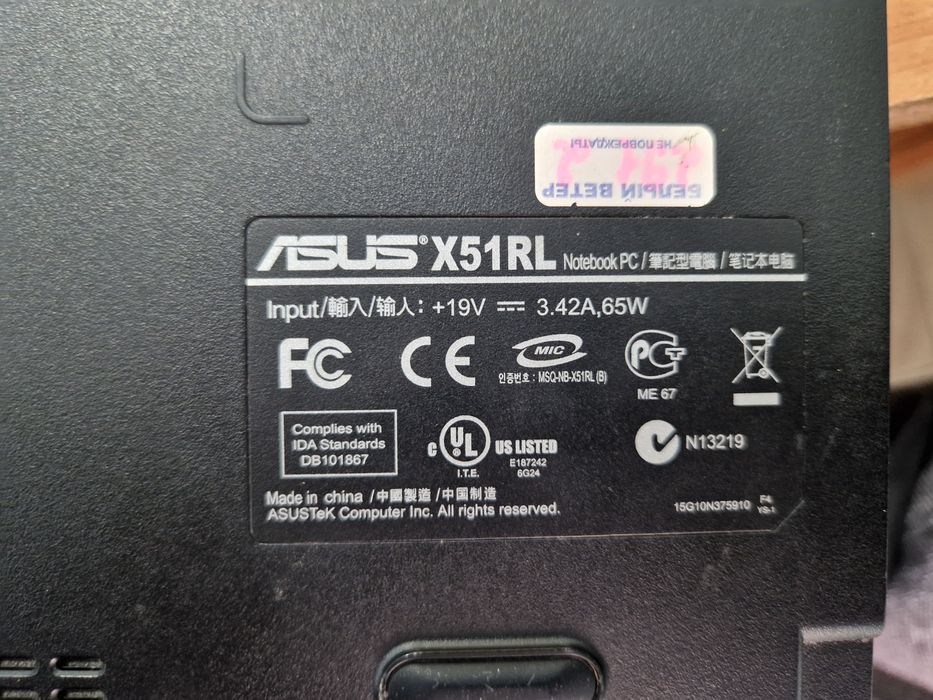 НЕ ПОВРЕЖДАТЬ!
БЕЛЫЙ ВЕТЕР
ASUS® X51RL Notebook PC / 筆記型電腦 / 笔记本电脑
Input/輸入/输人: +19V ⎓ 3.42A,65W
FC CE MIC PG
인증번호 : MSQ-NB-X51RL (B)
ME 67
Complies with
IDA Standards
DB101867
C UL US LISTED
I.T.E.
E187242
6G24
N13219
Made in china / 中國製造 / 中国制造
ASUSTeK Computer Inc. All rights reserved.
15G10N375910 F4
YS-1